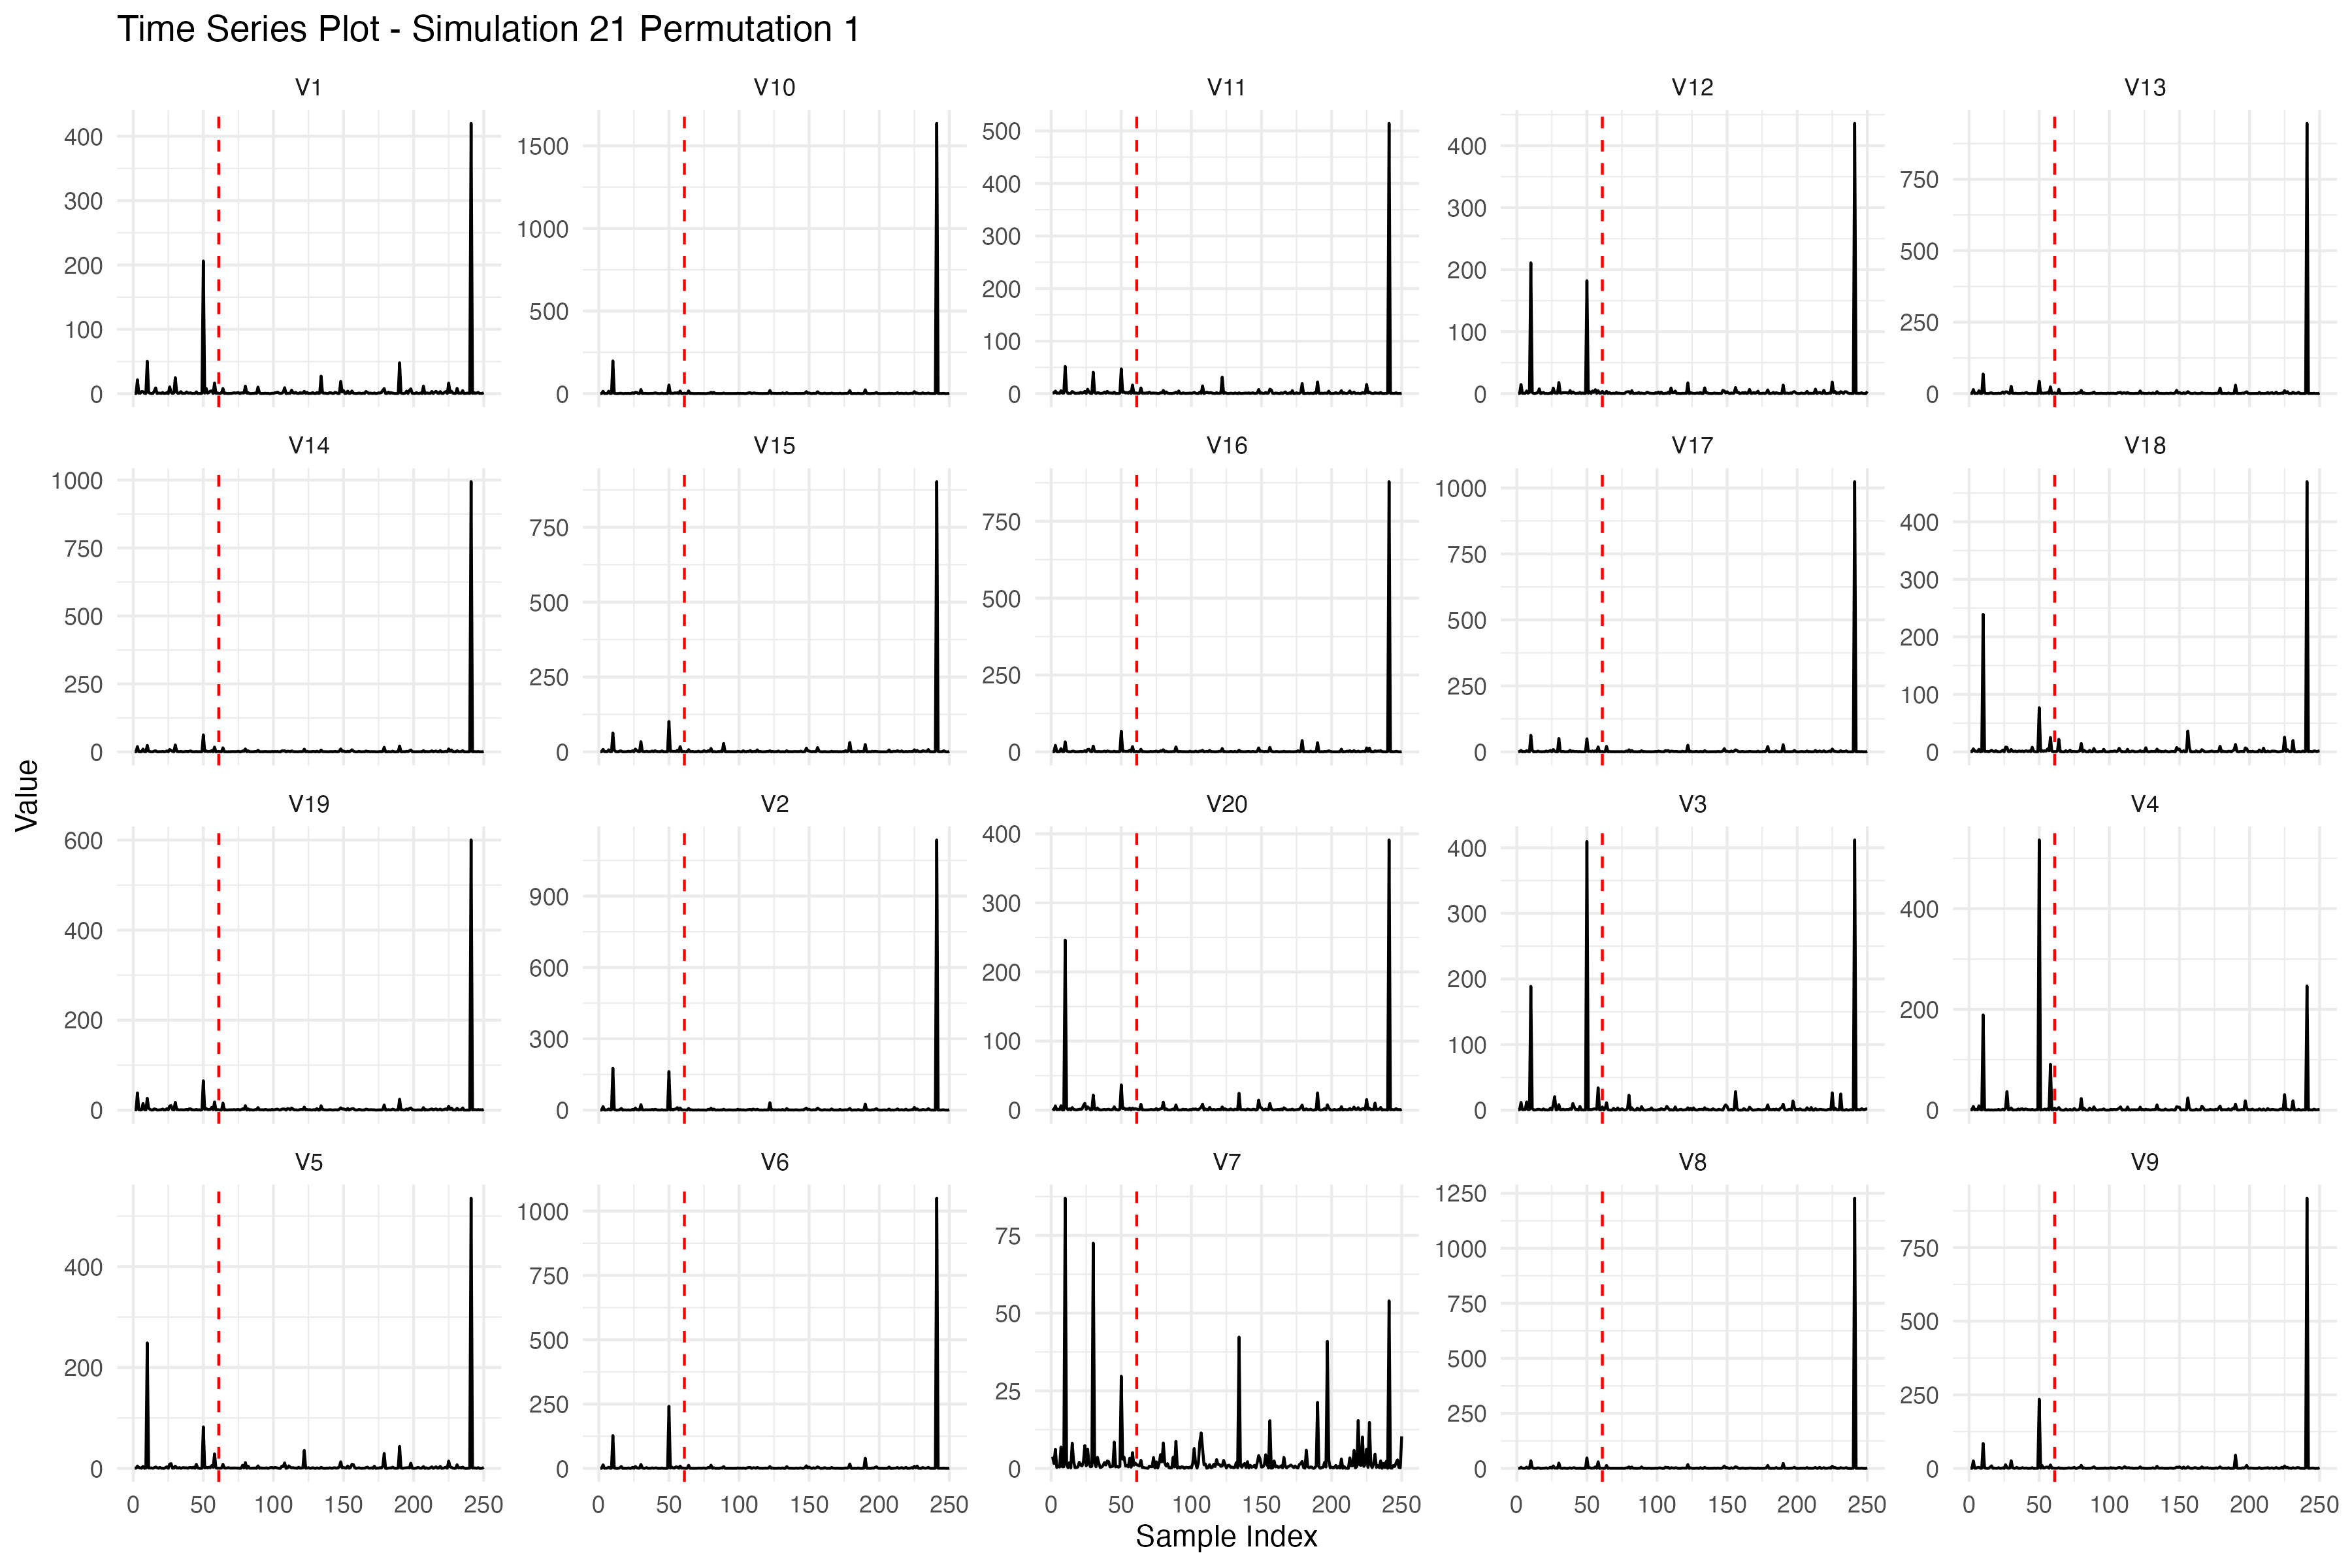 Time Series Plot - Simulation 21 Permutation 1
V1 V10 V11 V12 V13
400 300 200 100 0
1500 1000 500 0
500 400 300 200 100 0
400 300 200 100 0
750 500 250 0
V14 V15 V16 V17 V18
1000 750 500 250 0
750 500 250 0
750 500 250 0
1000 750 500 250 0
400 300 200 100 0
Value
V19 V2 V20 V3 V4
600 400 200 0
900 600 300 0
400 300 200 100 0
400 300 200 100 0
400 200 0
V5 V6 V7 V8 V9
400 200 0
1000 750 500 250 0
75 50 25 0
1250 1000 750 500 250 0
750 500 250 0
0 50 100 150 200 250 0 50 100 150 200 250 0 50 100 150 200 250 0 50 100 150 200 250 0 50 100 150 200 250
Sample Index